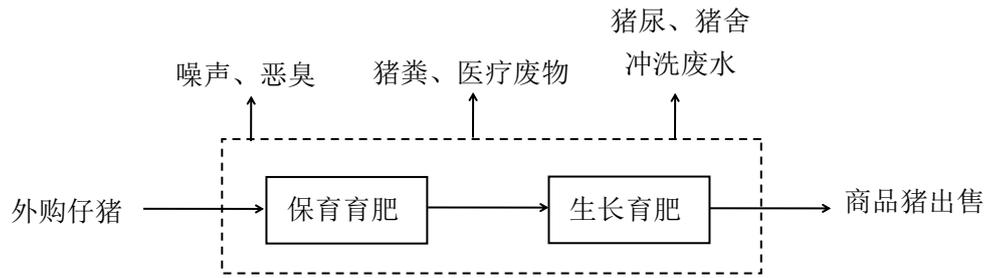 猪尿、猪舍
冲洗废水
噪声、恶臭
猪粪、医疗废物
外购仔猪
保育育肥
生长育肥
商品猪出售